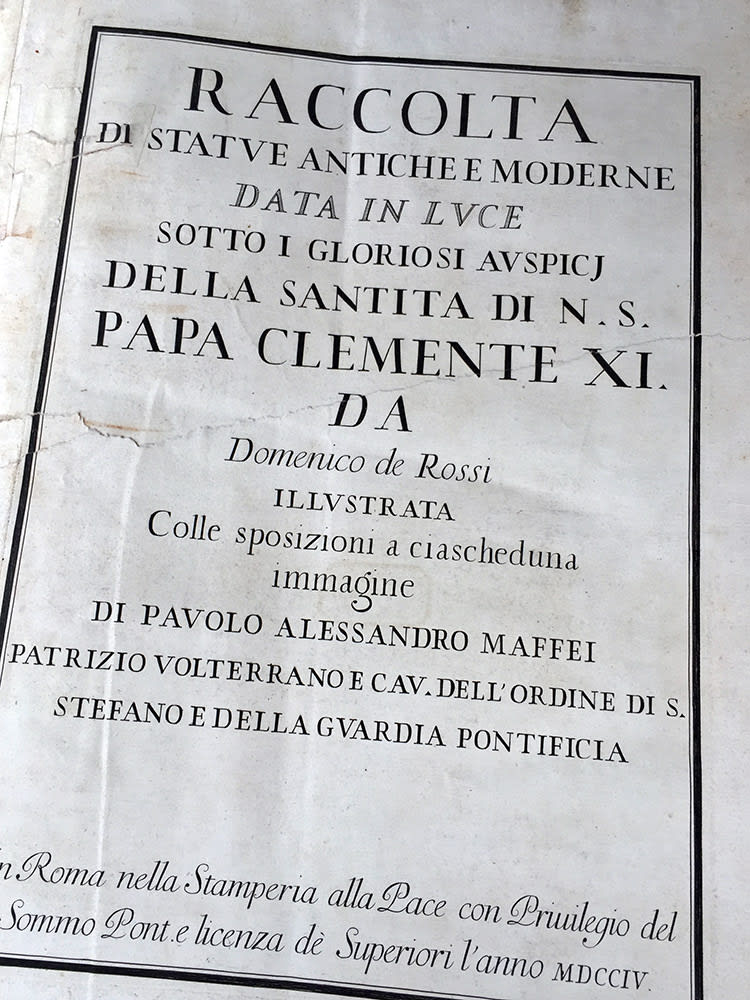 RACCOLTA
DI STATVE ANTICHE E MODERNE
DATA IN LVCE
SOTTO I GLORIOSI AVSPICJ
DELLA SANTITA DI N. S.
PAPA CLEMENTE XI.
DA
Domenico de Rossi
ILLVSTRATA
Colle sposizioni a ciascheduna
immagine
DI PAVOLO ALESSANDRO MAFFEI
PATRIZIO VOLTERRANO E CAV. DELL'ORDINE DI S.
STEFANO E DELLA GVARDIA PONTIFICIA
n Roma nella Stamperia alla Pace con Priuilegio del
Sommo Pont. e licenza dè Superiori l'anno MDCCIV.